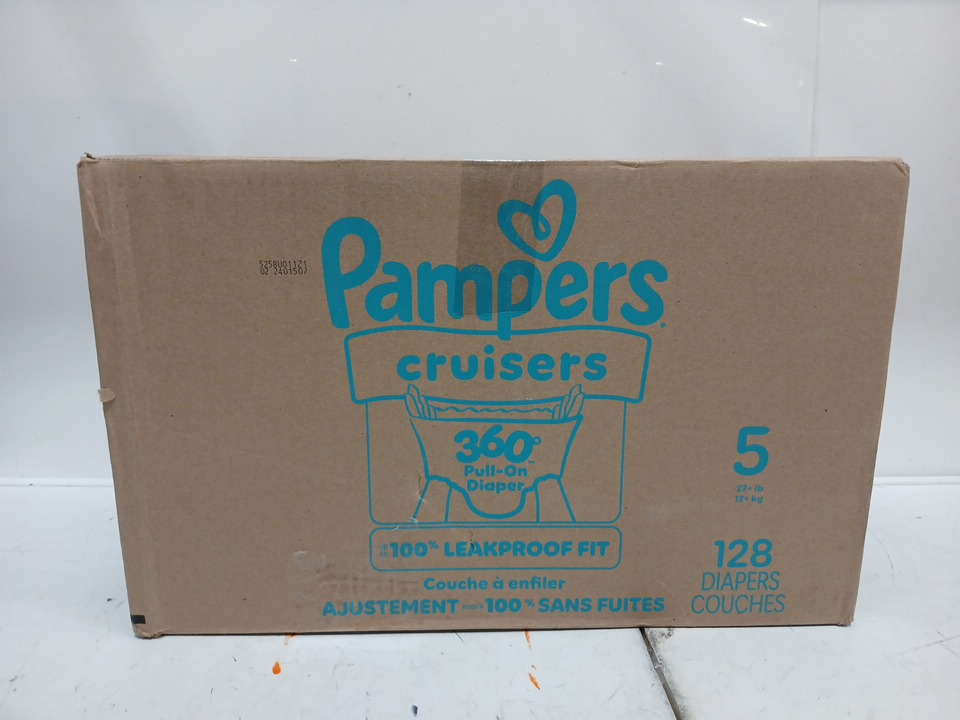 5258U011Z1
02 2401507
Pampers
cruisers
360°
Pull-On
Diaper
5
27+ lb
12+ kg
100% LEAKPROOF FIT
128
DIAPERS
COUCHES
Couche à enfiler
AJUSTEMENT 100% SANS FUITES